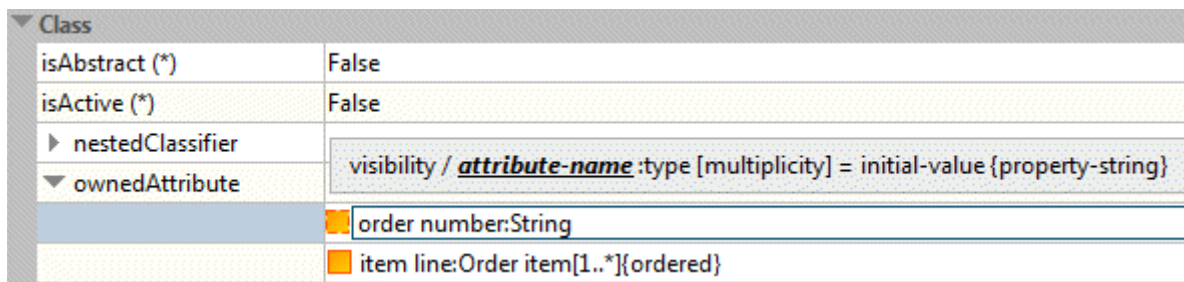 Class
isAbstract (*) False
isActive (*) False
nestedClassifier
visibility / attribute-name :type [multiplicity] = initial-value {property-string}
ownedAttribute
order number:String
item line:Order item[1..*]{ordered}